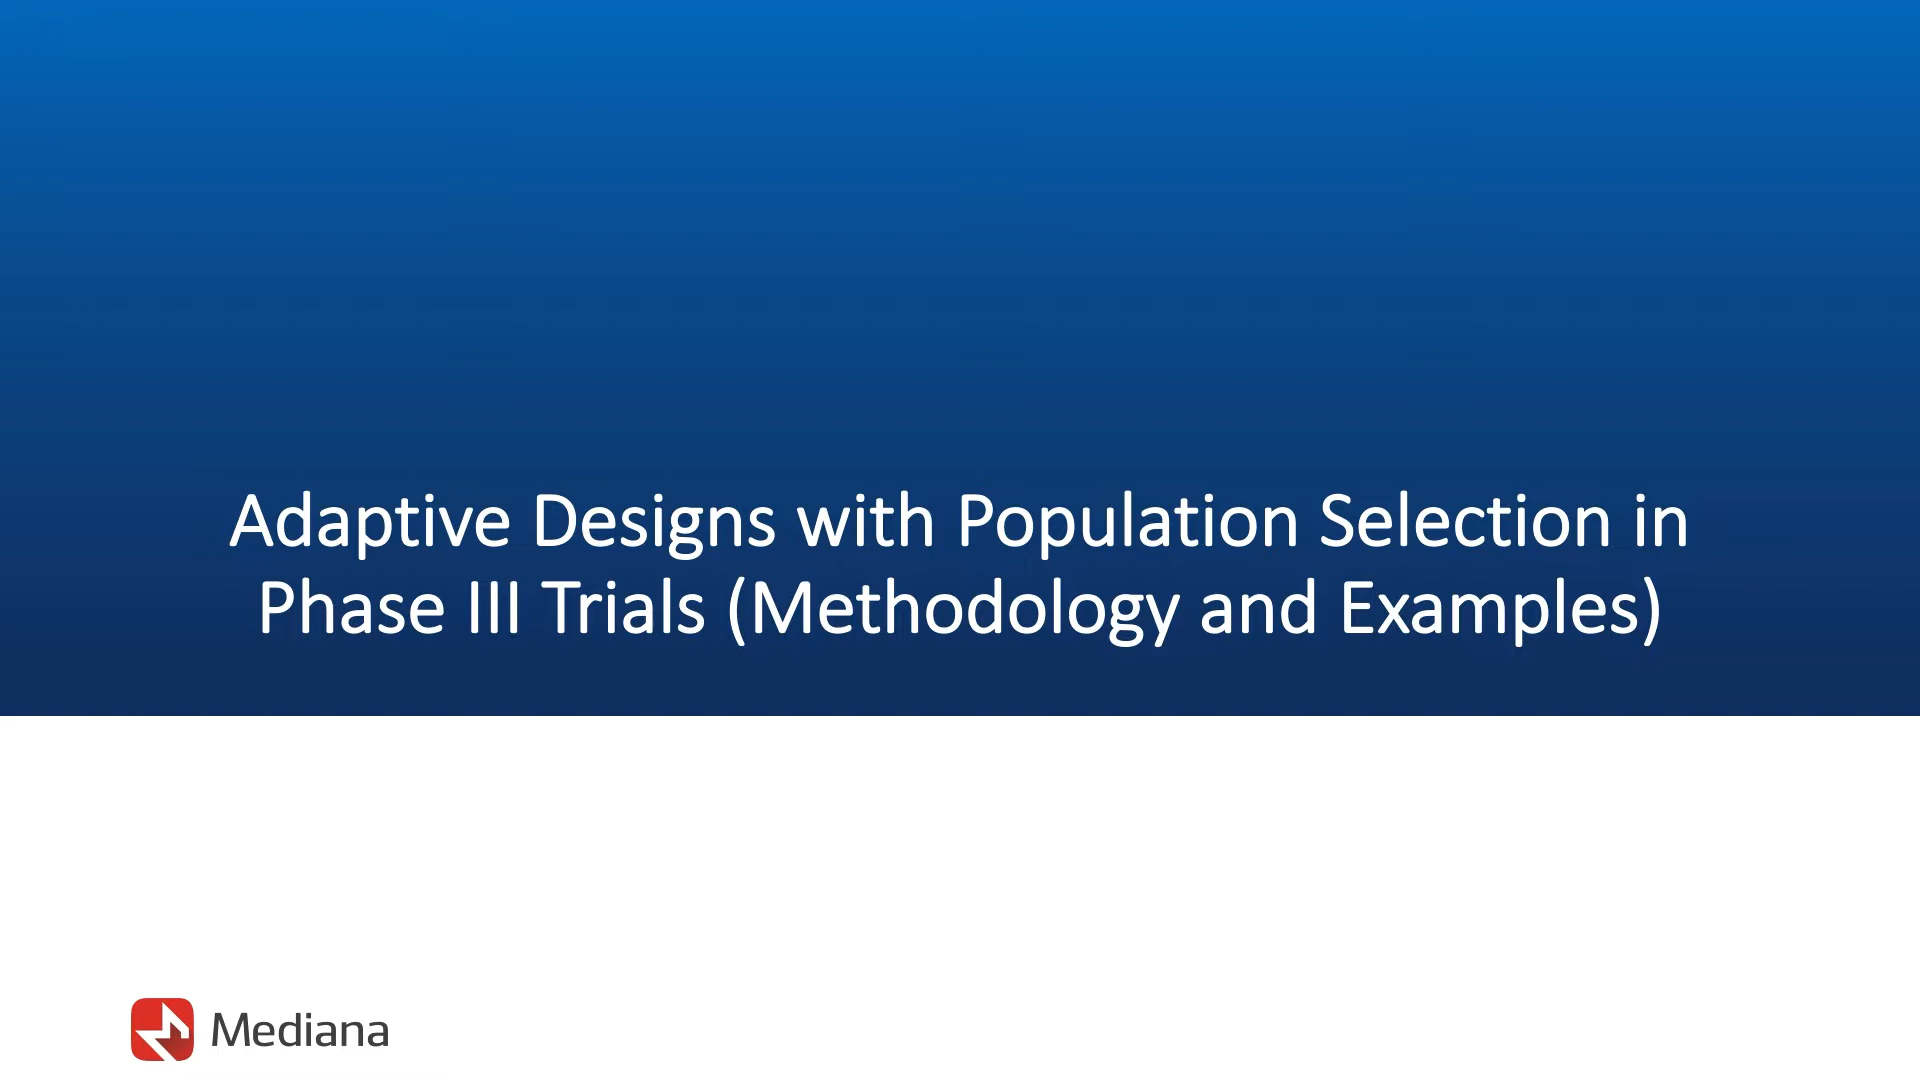 Adaptive Designs with Population Selection in
Phase III Trials (Methodology and Examples)
Mediana